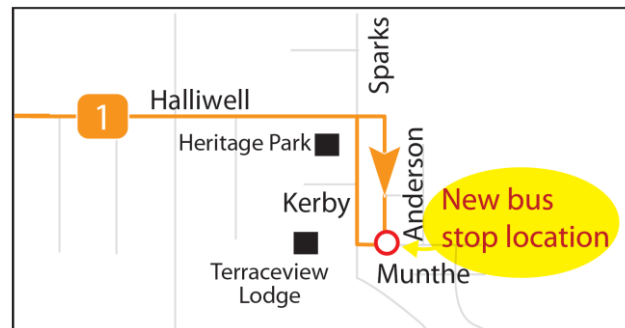 Sparks
Halliwell
1
Heritage Park
Anderson
Kerby
New bus
stop location
Terraceview
Lodge
Munthe